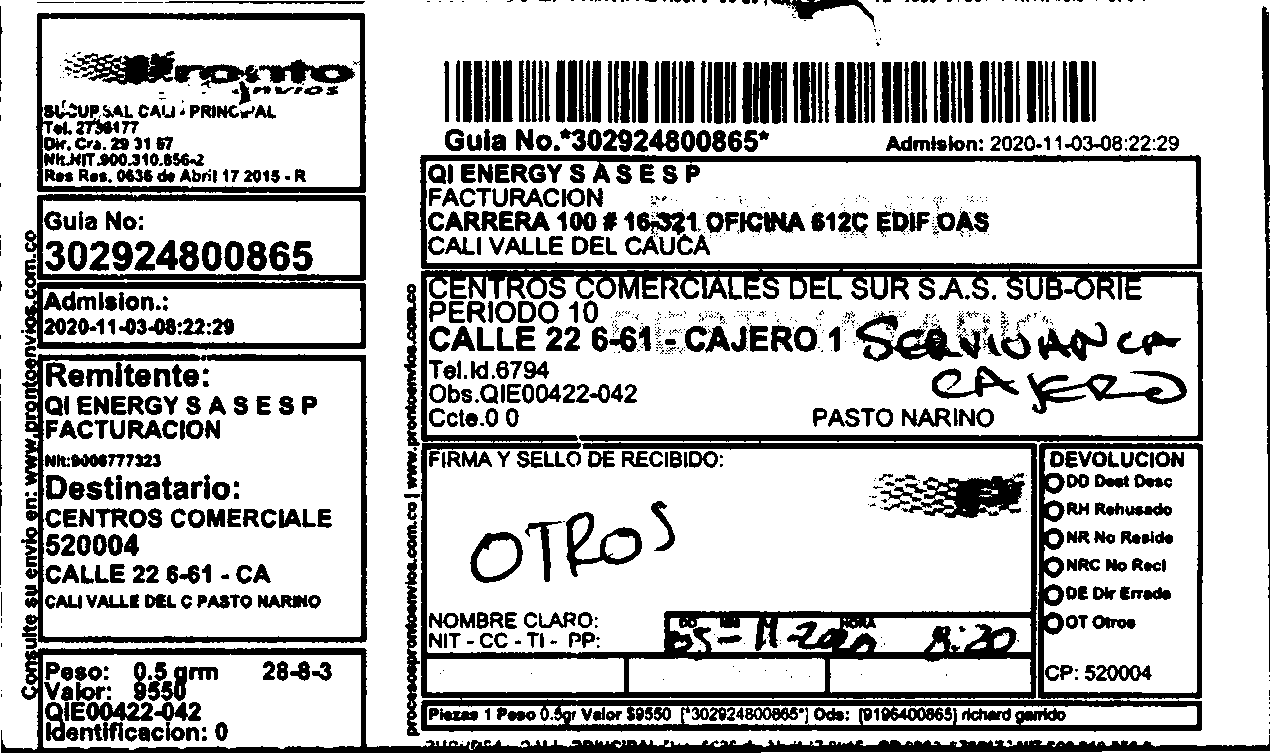 Pronto
envios
SUCURSAL CALI - PRINCIPAL
Tel. 2736177
Dir. Cra. 29 31 67
Nit.NIT.900.310.856-2
Res Res. 0636 de Abril 17 2015 - R
Guia No:
302924800865
Admision.:
2020-11-03-08:22:29
Remitente:
QI ENERGY S A S E S P
FACTURACION
Nit:9006777323
Destinatario:
CENTROS COMERCIALE
520004
CALLE 22 6-61 - CA
CALI VALLE DEL C PASTO NARINO
Peso: 0.5 grm 28-8-3
Valor: 9550
QIE00422-042
Identificacion: 0
Consulte su envio en: www.prontoenvios.com.co
Guia No.*302924800865*
Admision: 2020-11-03-08:22:29
QI ENERGY S A S E S P
FACTURACION
CARRERA 100 # 16-321 OFICINA 612C EDIF OAS
CALI VALLE DEL CAUCA
CENTROS COMERCIALES DEL SUR S.A.S. SUB-ORIE
PERIODO 10
DESTINATARIO
CALLE 22 6-61 - CAJERO 1 SERVIBANCA
CAJERO
Tel.Id.6794
Obs.QIE00422-042
Ccte.0 0 PASTO NARINO
procesosprontoenvios.com.co | www.prontoenvios.com.co
FIRMA Y SELLO DE RECIBIDO:
OTROS
NOMBRE CLARO:
NIT - CC - TI - PP:
HORA
05-11-2020 8:20
DEVOLUCION
DD Dest Desc
RH Rehusado
NR No Reside
NRC No Recl
DE Dir Errada
OT Otros
CP: 520004
Piezas 1 Peso 0.5gr Valor $9550 [*302924800865*] Ods: [9196400865] richard garrido